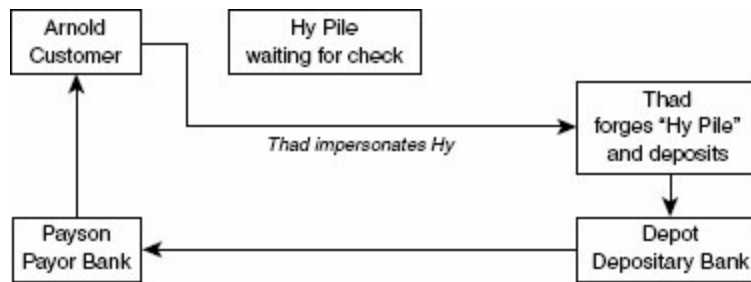 Arnold
Customer
Hy Pile
waiting for check
Thad
forges “Hy Pile”
and deposits
Thad impersonates Hy
Payson
Payor Bank
Depot
Depositary Bank